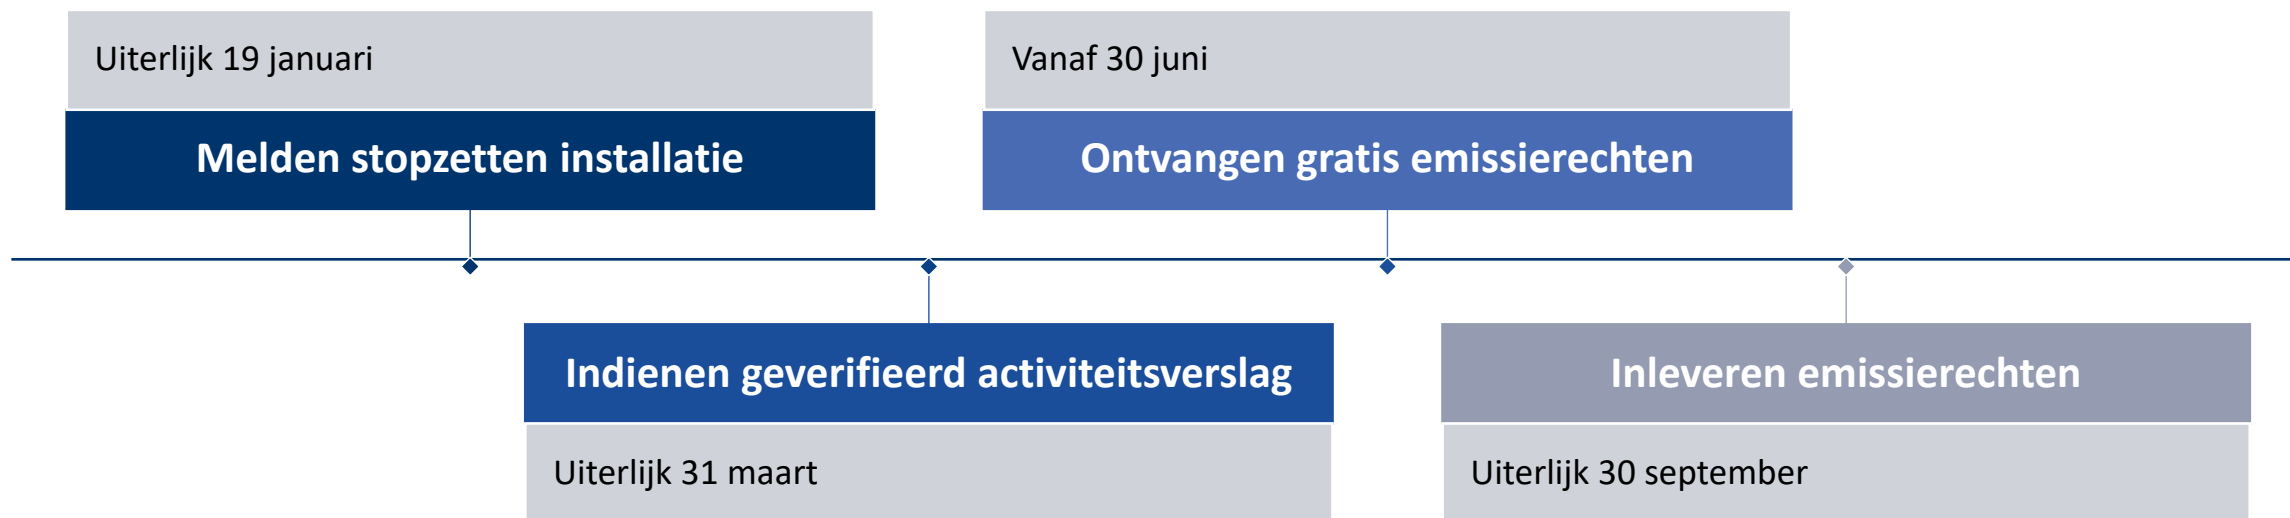 Uiterlijk 19 januari
Melden stopzetten installatie
Indienen geverifieerd activiteitsverslag
Uiterlijk 31 maart
Vanaf 30 juni
Ontvangen gratis emissierechten
Inleveren emissierechten
Uiterlijk 30 september